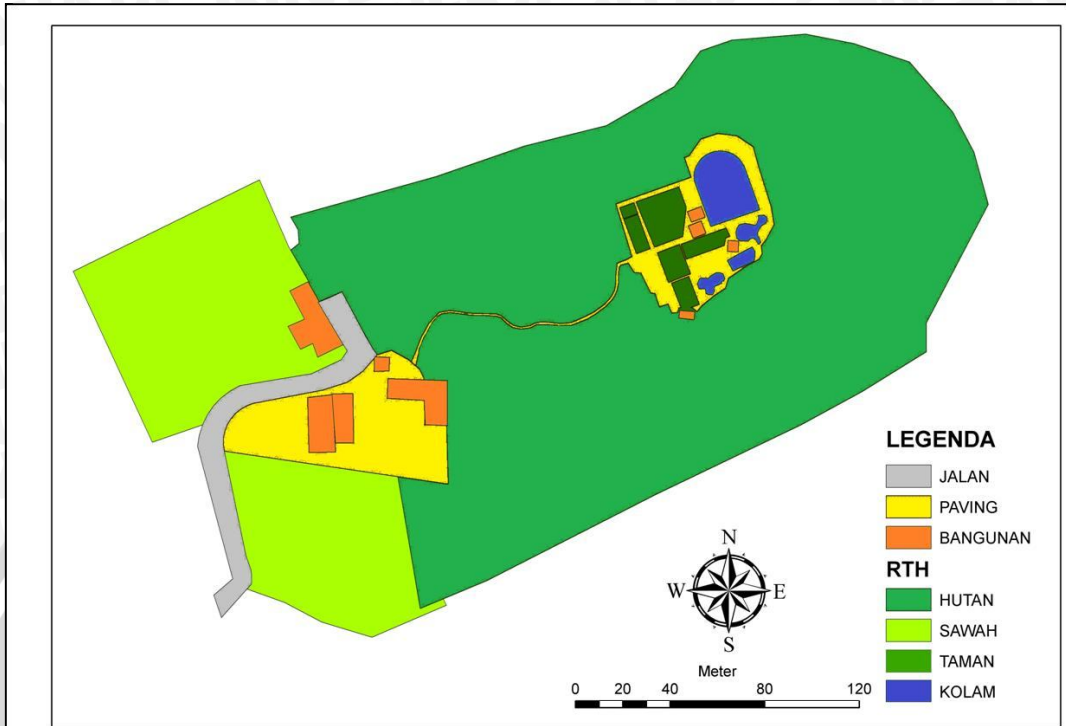 LEGENDA
JALAN
PAVING
BANGUNAN
RTH
HUTAN
SAWAH
TAMAN
KOLAM
N
W E
S
Meter
0 20 40 80 120